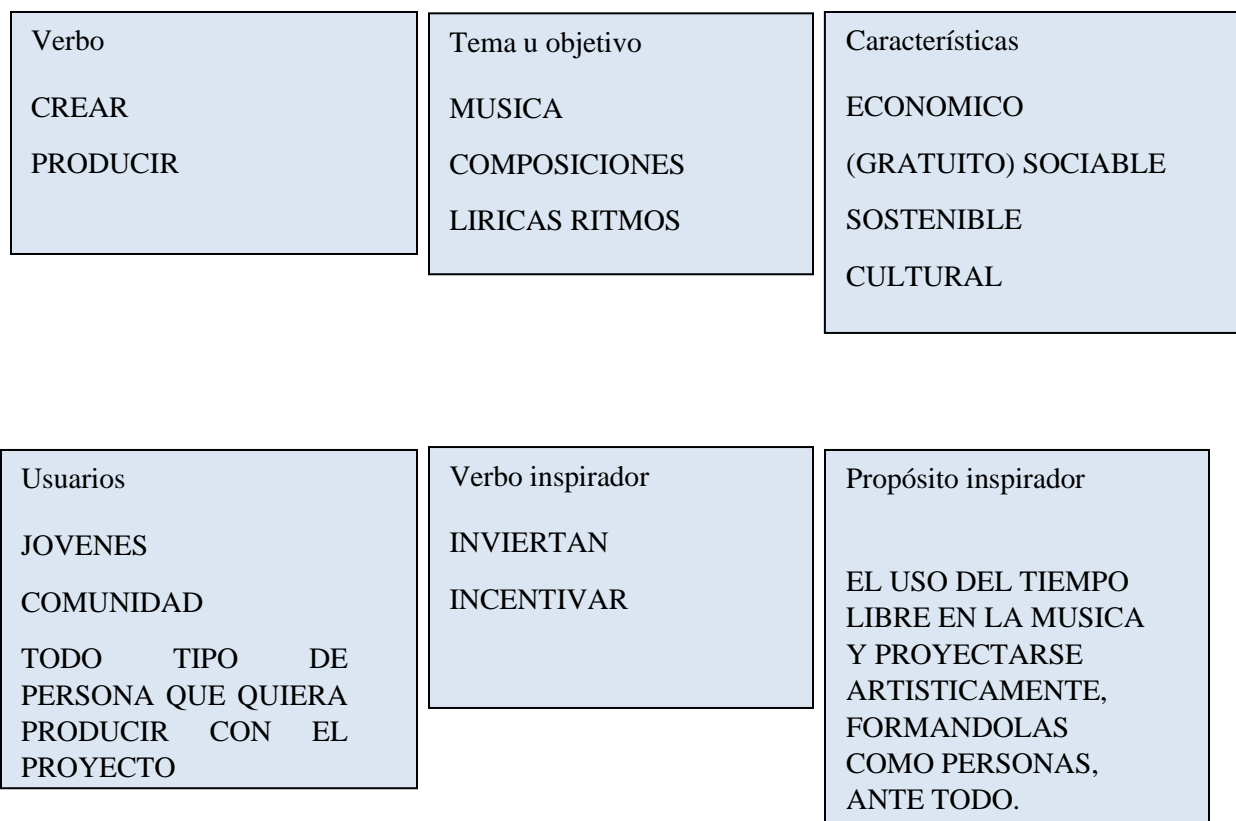 Verbo
CREAR
PRODUCIR
Tema u objetivo
MUSICA
COMPOSICIONES
LIRICAS RITMOS
Características
ECONOMICO
(GRATUITO) SOCIABLE
SOSTENIBLE
CULTURAL
Usuarios
JOVENES
COMUNIDAD
TODO TIPO DE
PERSONA QUE QUIERA
PRODUCIR CON EL
PROYECTO
Verbo inspirador
INVIERTAN
INCENTIVAR
Propósito inspirador
EL USO DEL TIEMPO
LIBRE EN LA MUSICA
Y PROYECTARSE
ARTISTICAMENTE,
FORMANDOLAS
COMO PERSONAS,
ANTE TODO.